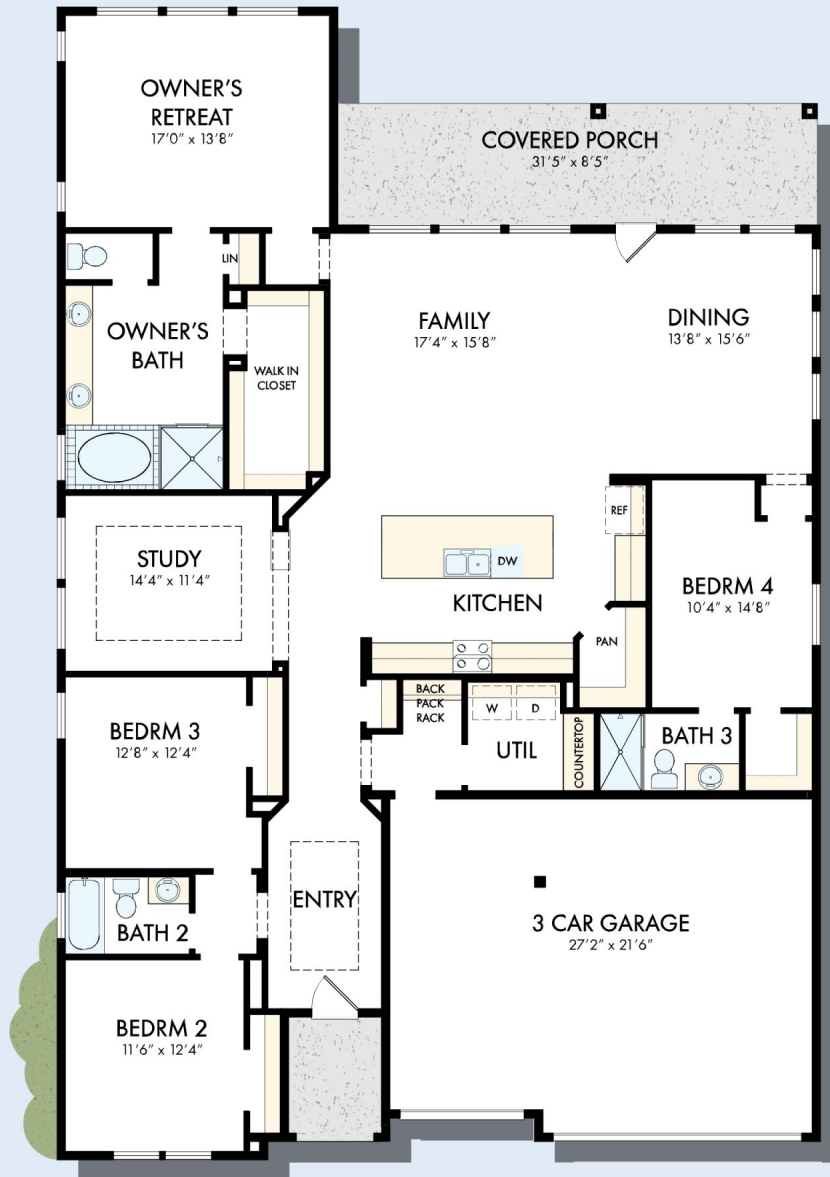 OWNER'S
RETREAT
17'0" x 13'8"
COVERED PORCH
31'5" x 8'5"
LIN
OWNER'S
BATH
WALK IN
CLOSET
FAMILY
17'4" x 15'8"
DINING
13'8" x 15'6"
STUDY
14'4" x 11'4"
REF
DW
KITCHEN
PAN
BEDRM 4
10'4" x 14'8"
BEDRM 3
12'8" x 12'4"
BACK
PACK
RACK
W
D
UTIL
COUNTERTOP
BATH 3
ENTRY
3 CAR GARAGE
27'2" x 21'6"
BATH 2
BEDRM 2
11'6" x 12'4"